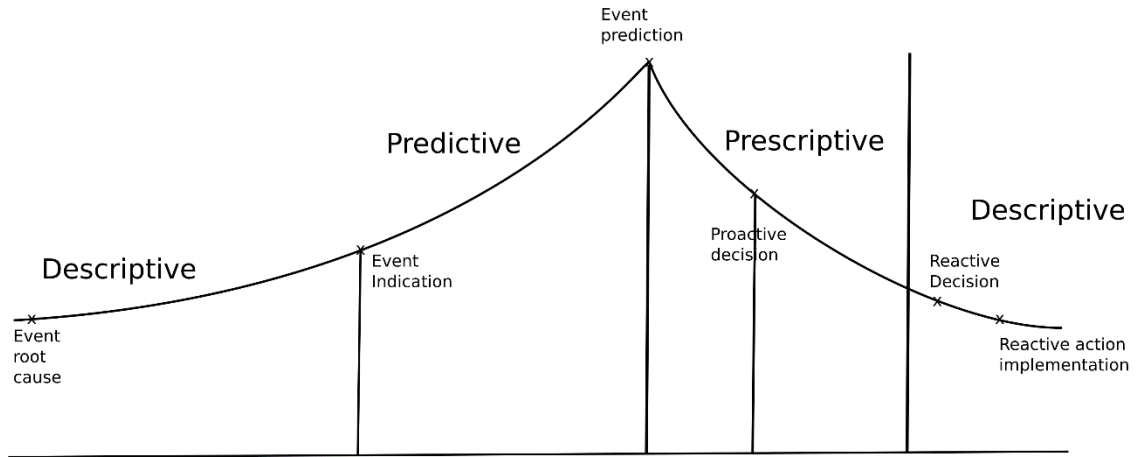 Event
prediction
Predictive
Prescriptive
Descriptive
Descriptive
Event
Indication
Proactive
decision
Reactive
Decision
Event
root
cause
Reactive action
implementation